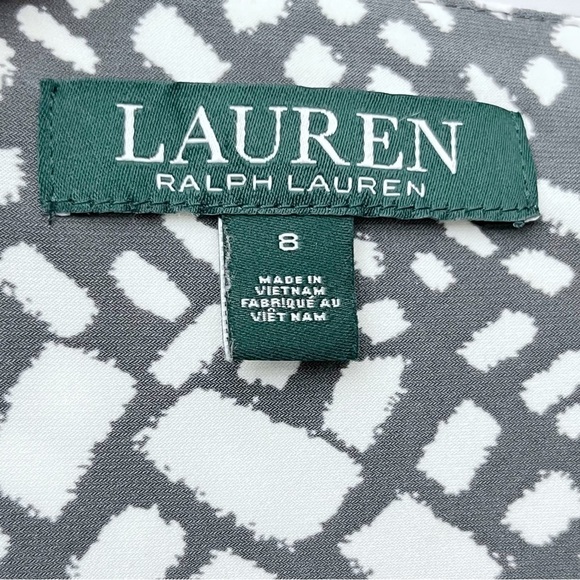 LAUREN
RALPH LAUREN
8
MADE IN
VIETNAM
FABRIQUÉ AU
VIÊT NAM